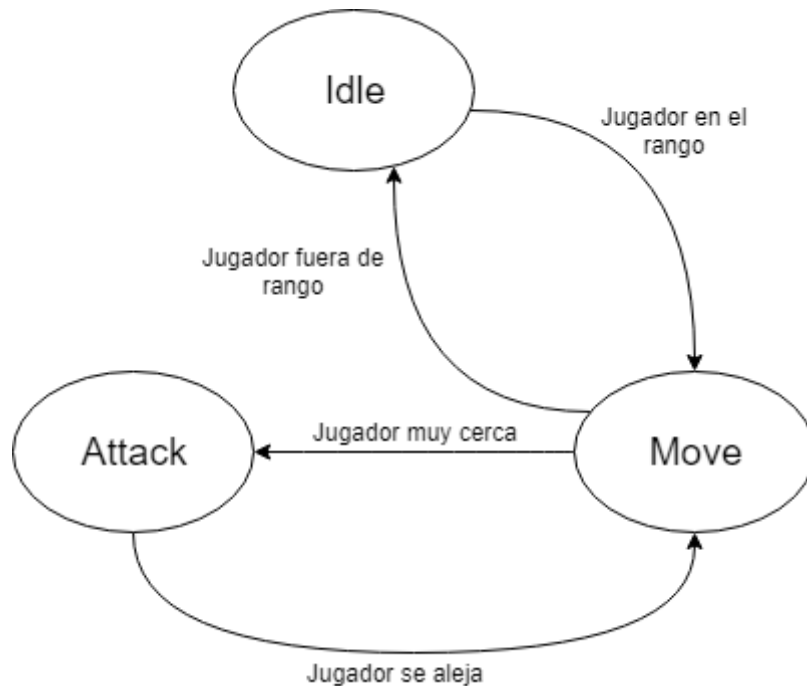 Idle
Jugador en el
rango
Jugador fuera de
rango
Jugador muy cerca
Attack
Move
Jugador se aleja